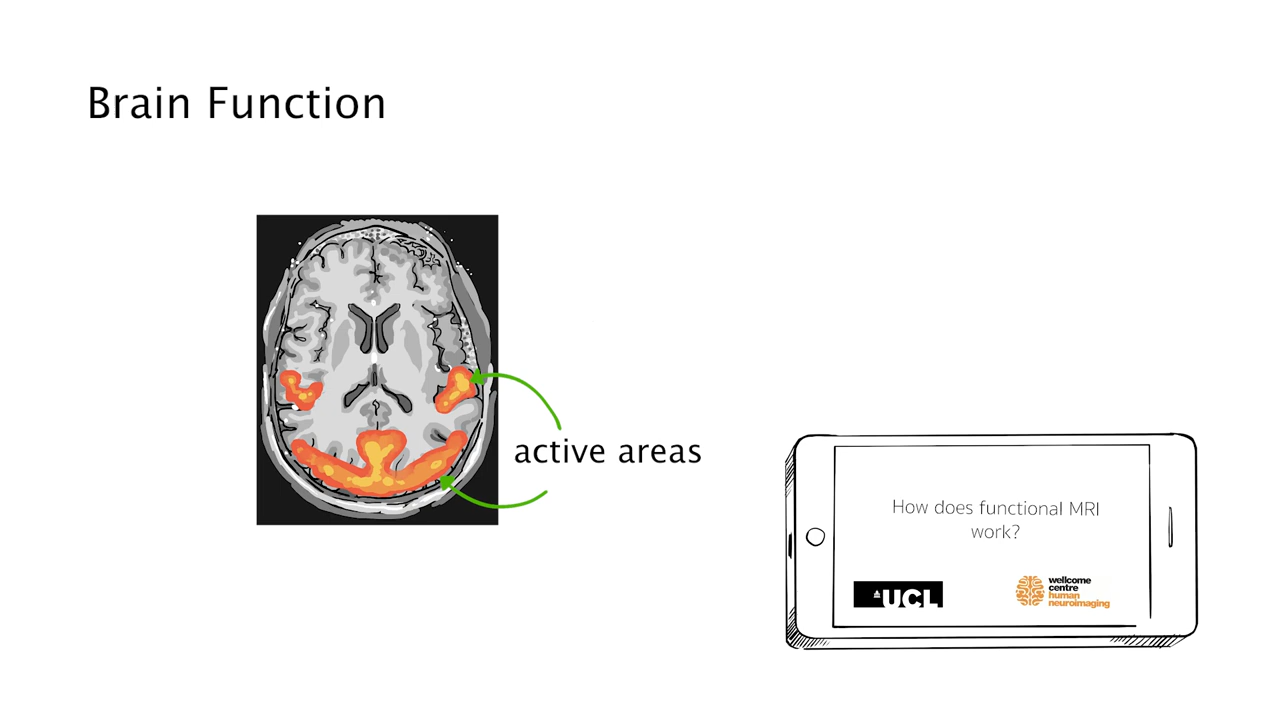 Brain Function
active areas
How does functional MRI
work?
UCL
wellcome
centre
human
neuroimaging